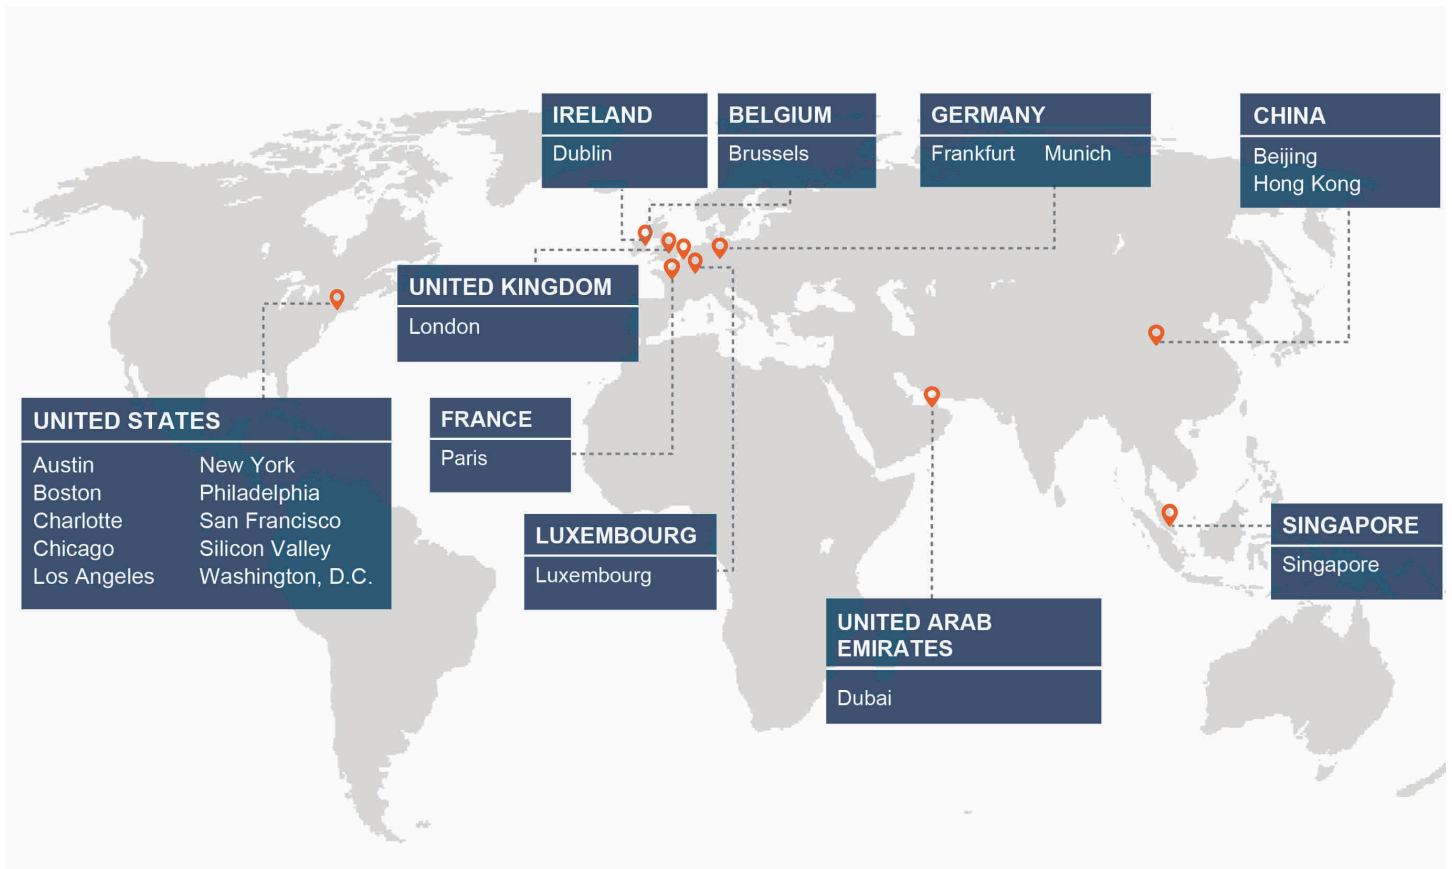 IRELAND
Dublin
BELGIUM
Brussels
GERMANY
Frankfurt Munich
CHINA
Beijing
Hong Kong
UNITED KINGDOM
London
UNITED STATES
Austin New York
Boston Philadelphia
Charlotte San Francisco
Chicago Silicon Valley
Los Angeles Washington, D.C.
FRANCE
Paris
LUXEMBOURG
Luxembourg
UNITED ARAB
EMIRATES
Dubai
SINGAPORE
Singapore